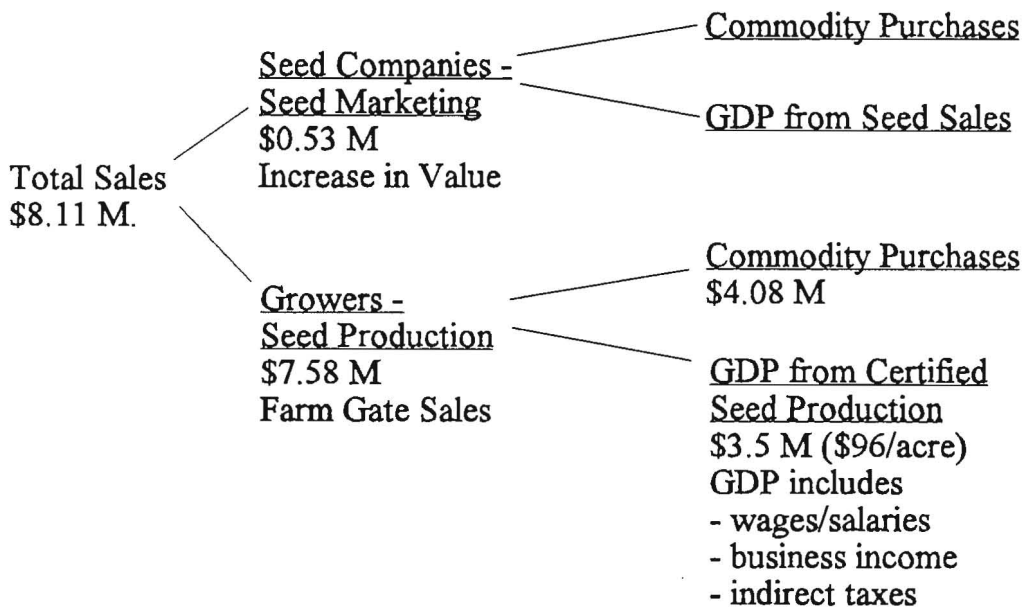 Total Sales
$8.11 M.
Seed Companies -
Seed Marketing
$0.53 M
Increase in Value
Commodity Purchases
GDP from Seed Sales
Growers -
Seed Production
$7.58 M
Farm Gate Sales
Commodity Purchases
$4.08 M
GDP from Certified
Seed Production
$3.5 M ($96/acre)
GDP includes
- wages/salaries
- business income
- indirect taxes